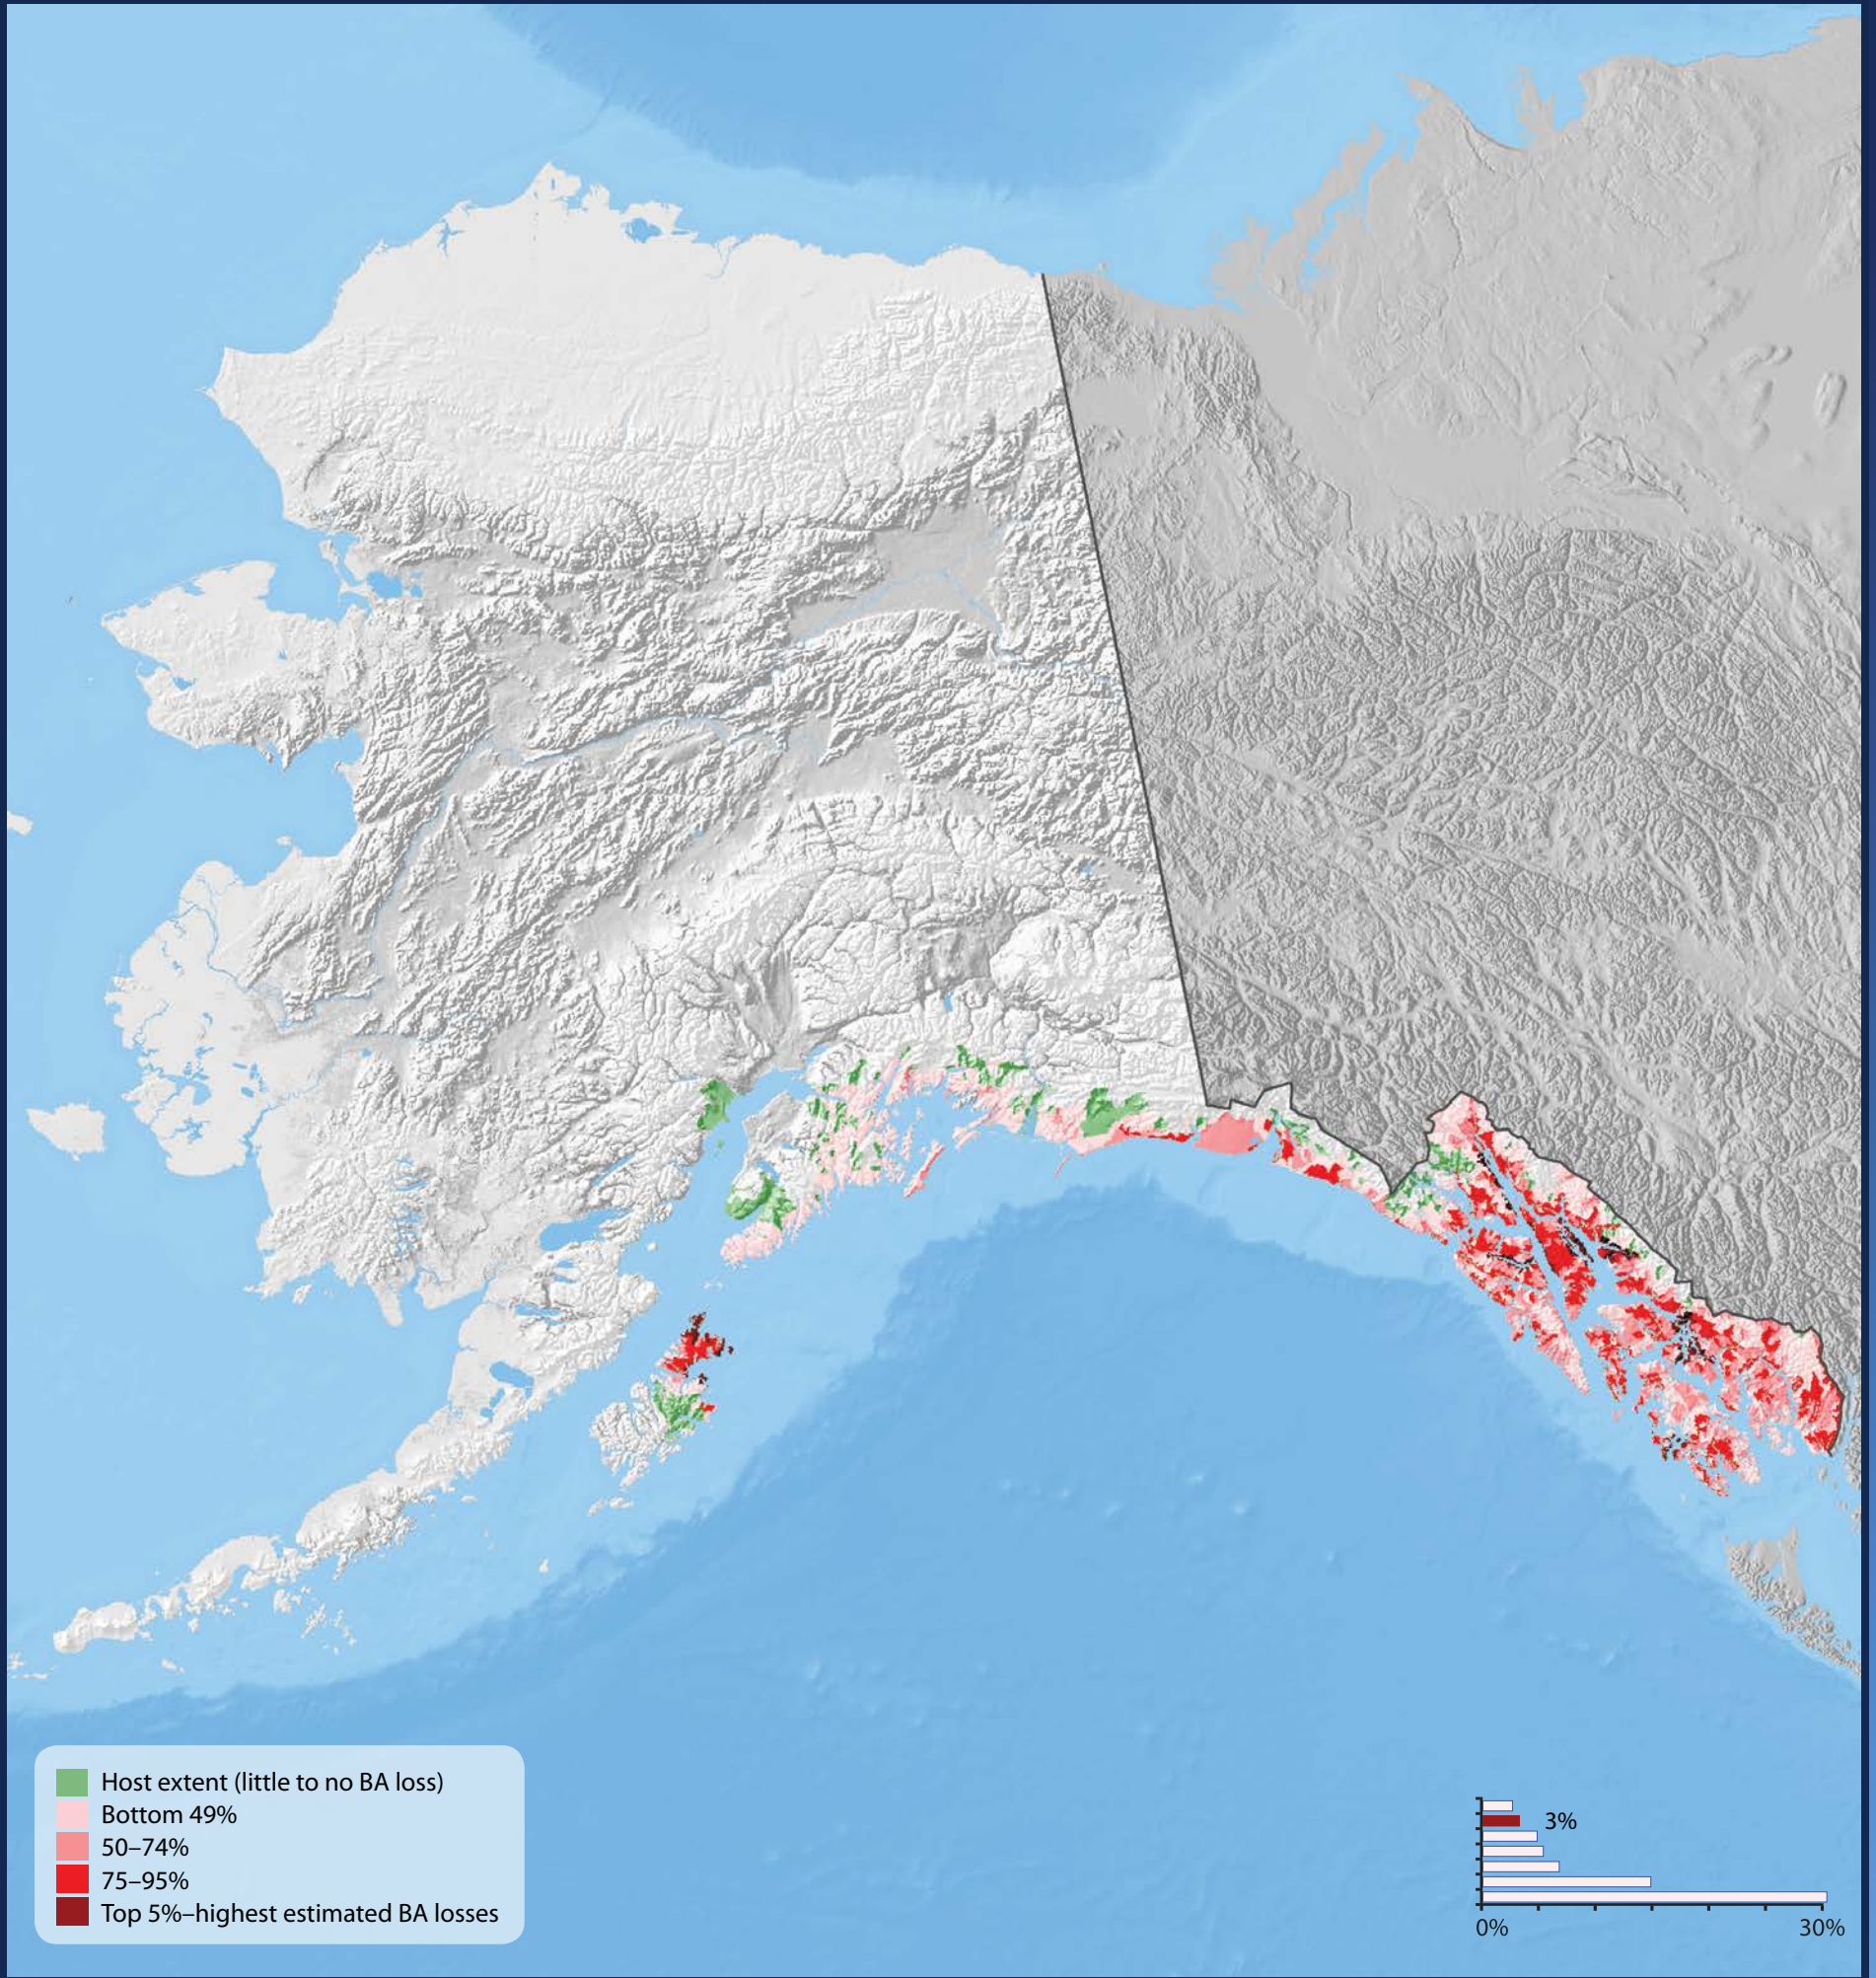 Host extent (little to no BA loss)
Bottom 49%
50–74%
75–95%
Top 5%–highest estimated BA losses
3%
0% 30%